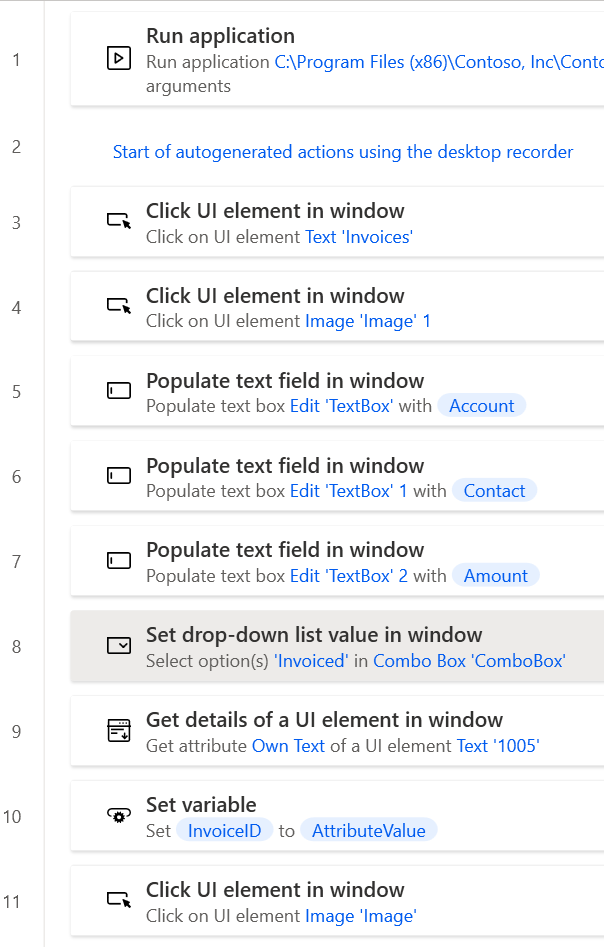 1
Run application
Run application C:\Program Files (x86)\Contoso, Inc\Conto
arguments
2
Start of autogenerated actions using the desktop recorder
3
Click UI element in window
Click on UI element Text 'Invoices'
4
Click UI element in window
Click on UI element Image 'Image' 1
5
Populate text field in window
Populate text box Edit 'TextBox' with Account
6
Populate text field in window
Populate text box Edit 'TextBox' 1 with Contact
7
Populate text field in window
Populate text box Edit 'TextBox' 2 with Amount
8
Set drop-down list value in window
Select option(s) 'Invoiced' in Combo Box 'ComboBox'
9
Get details of a UI element in window
Get attribute Own Text of a UI element Text '1005'
10
Set variable
Set InvoiceID to AttributeValue
11
Click UI element in window
Click on UI element Image 'Image'